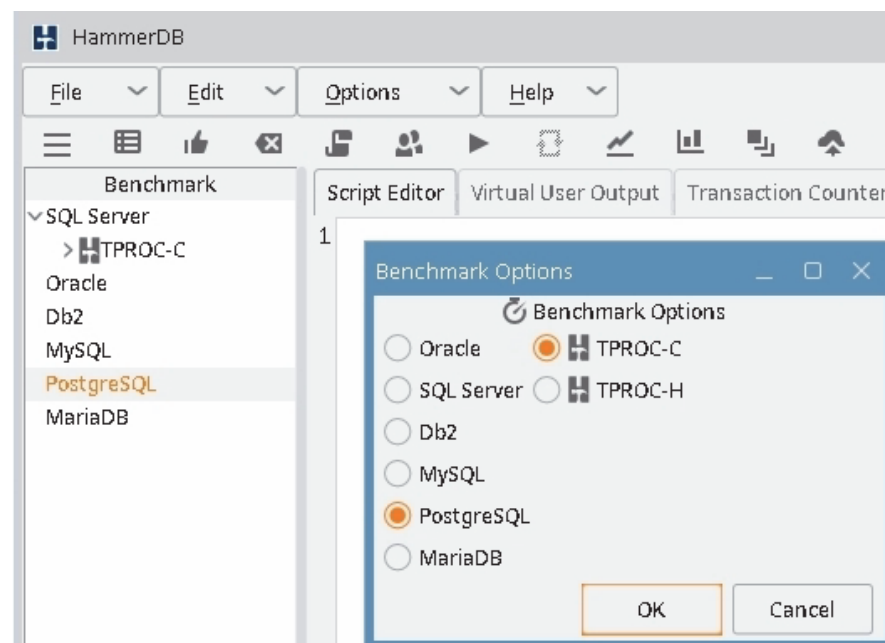 HammerDB
File Edit Options Help
Benchmark
Script Editor Virtual User Output Transaction Counter
SQL Server
TPROC-C
Oracle
Db2
MySQL
PostgreSQL
MariaDB
1
Benchmark Options
Benchmark Options
Oracle TPROC-C
SQL Server TPROC-H
Db2
MySQL
PostgreSQL
MariaDB
OK Cancel